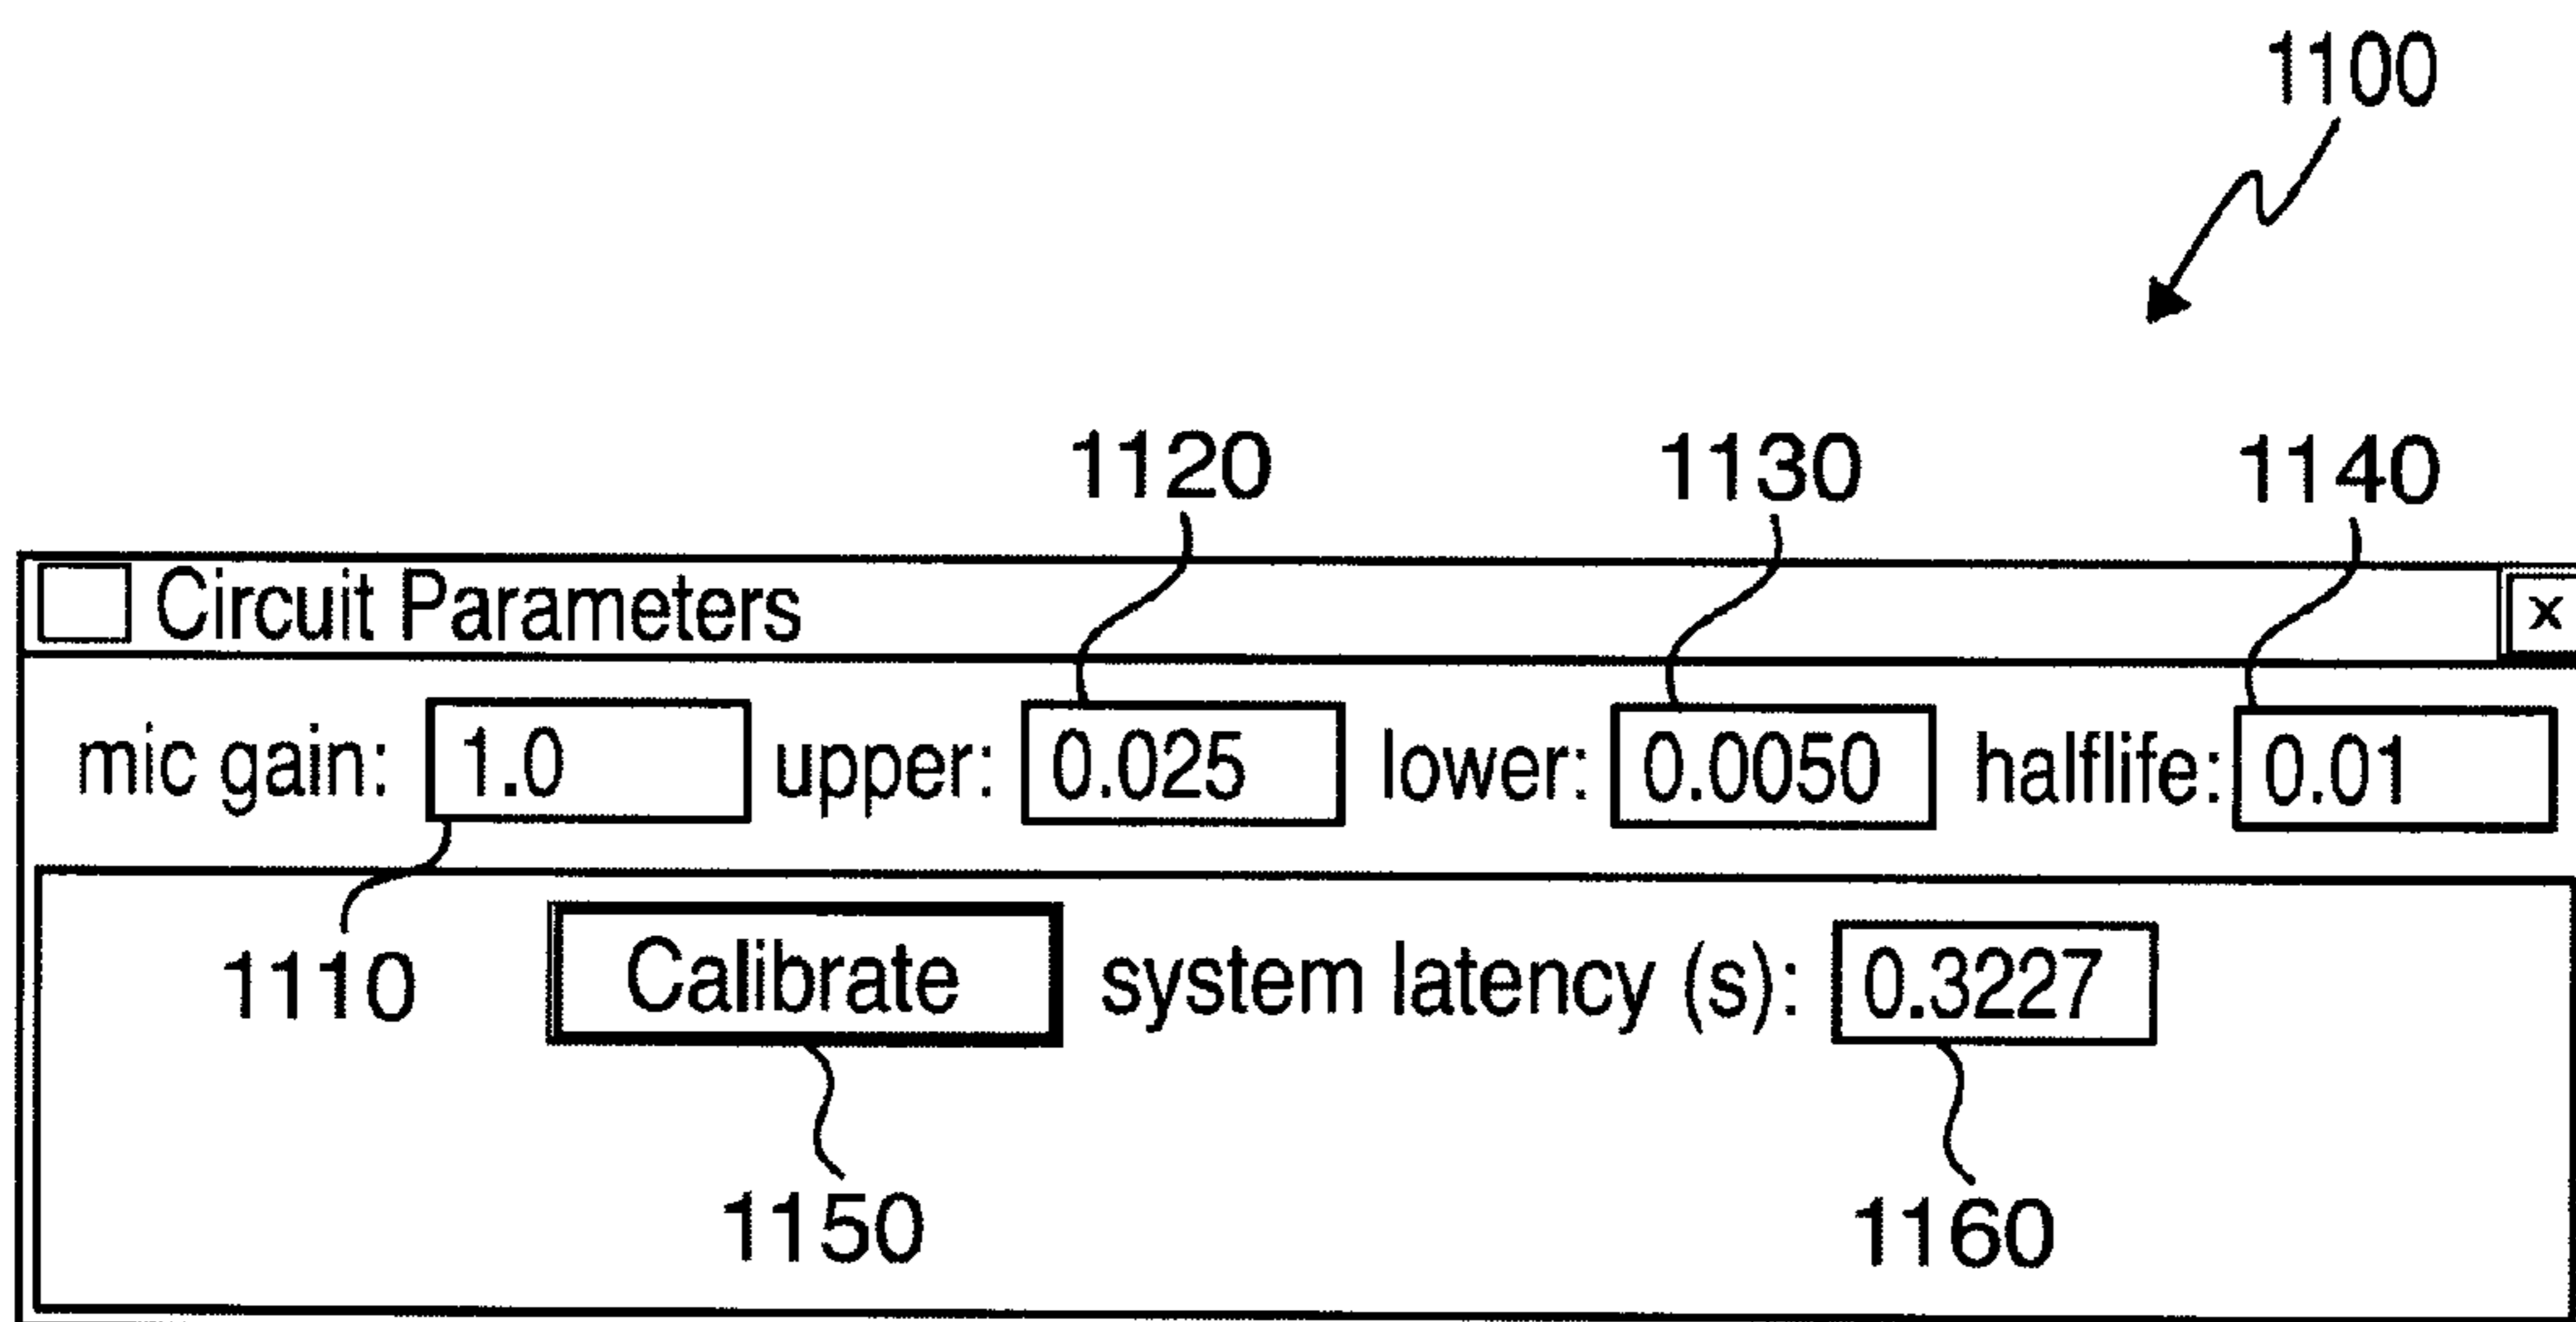 1100
1120 1130 1140
Circuit Parameters x
mic gain: 1.0 upper: 0.025 lower: 0.0050 halflife: 0.01
1110 Calibrate system latency (s): 0.3227
1150 1160